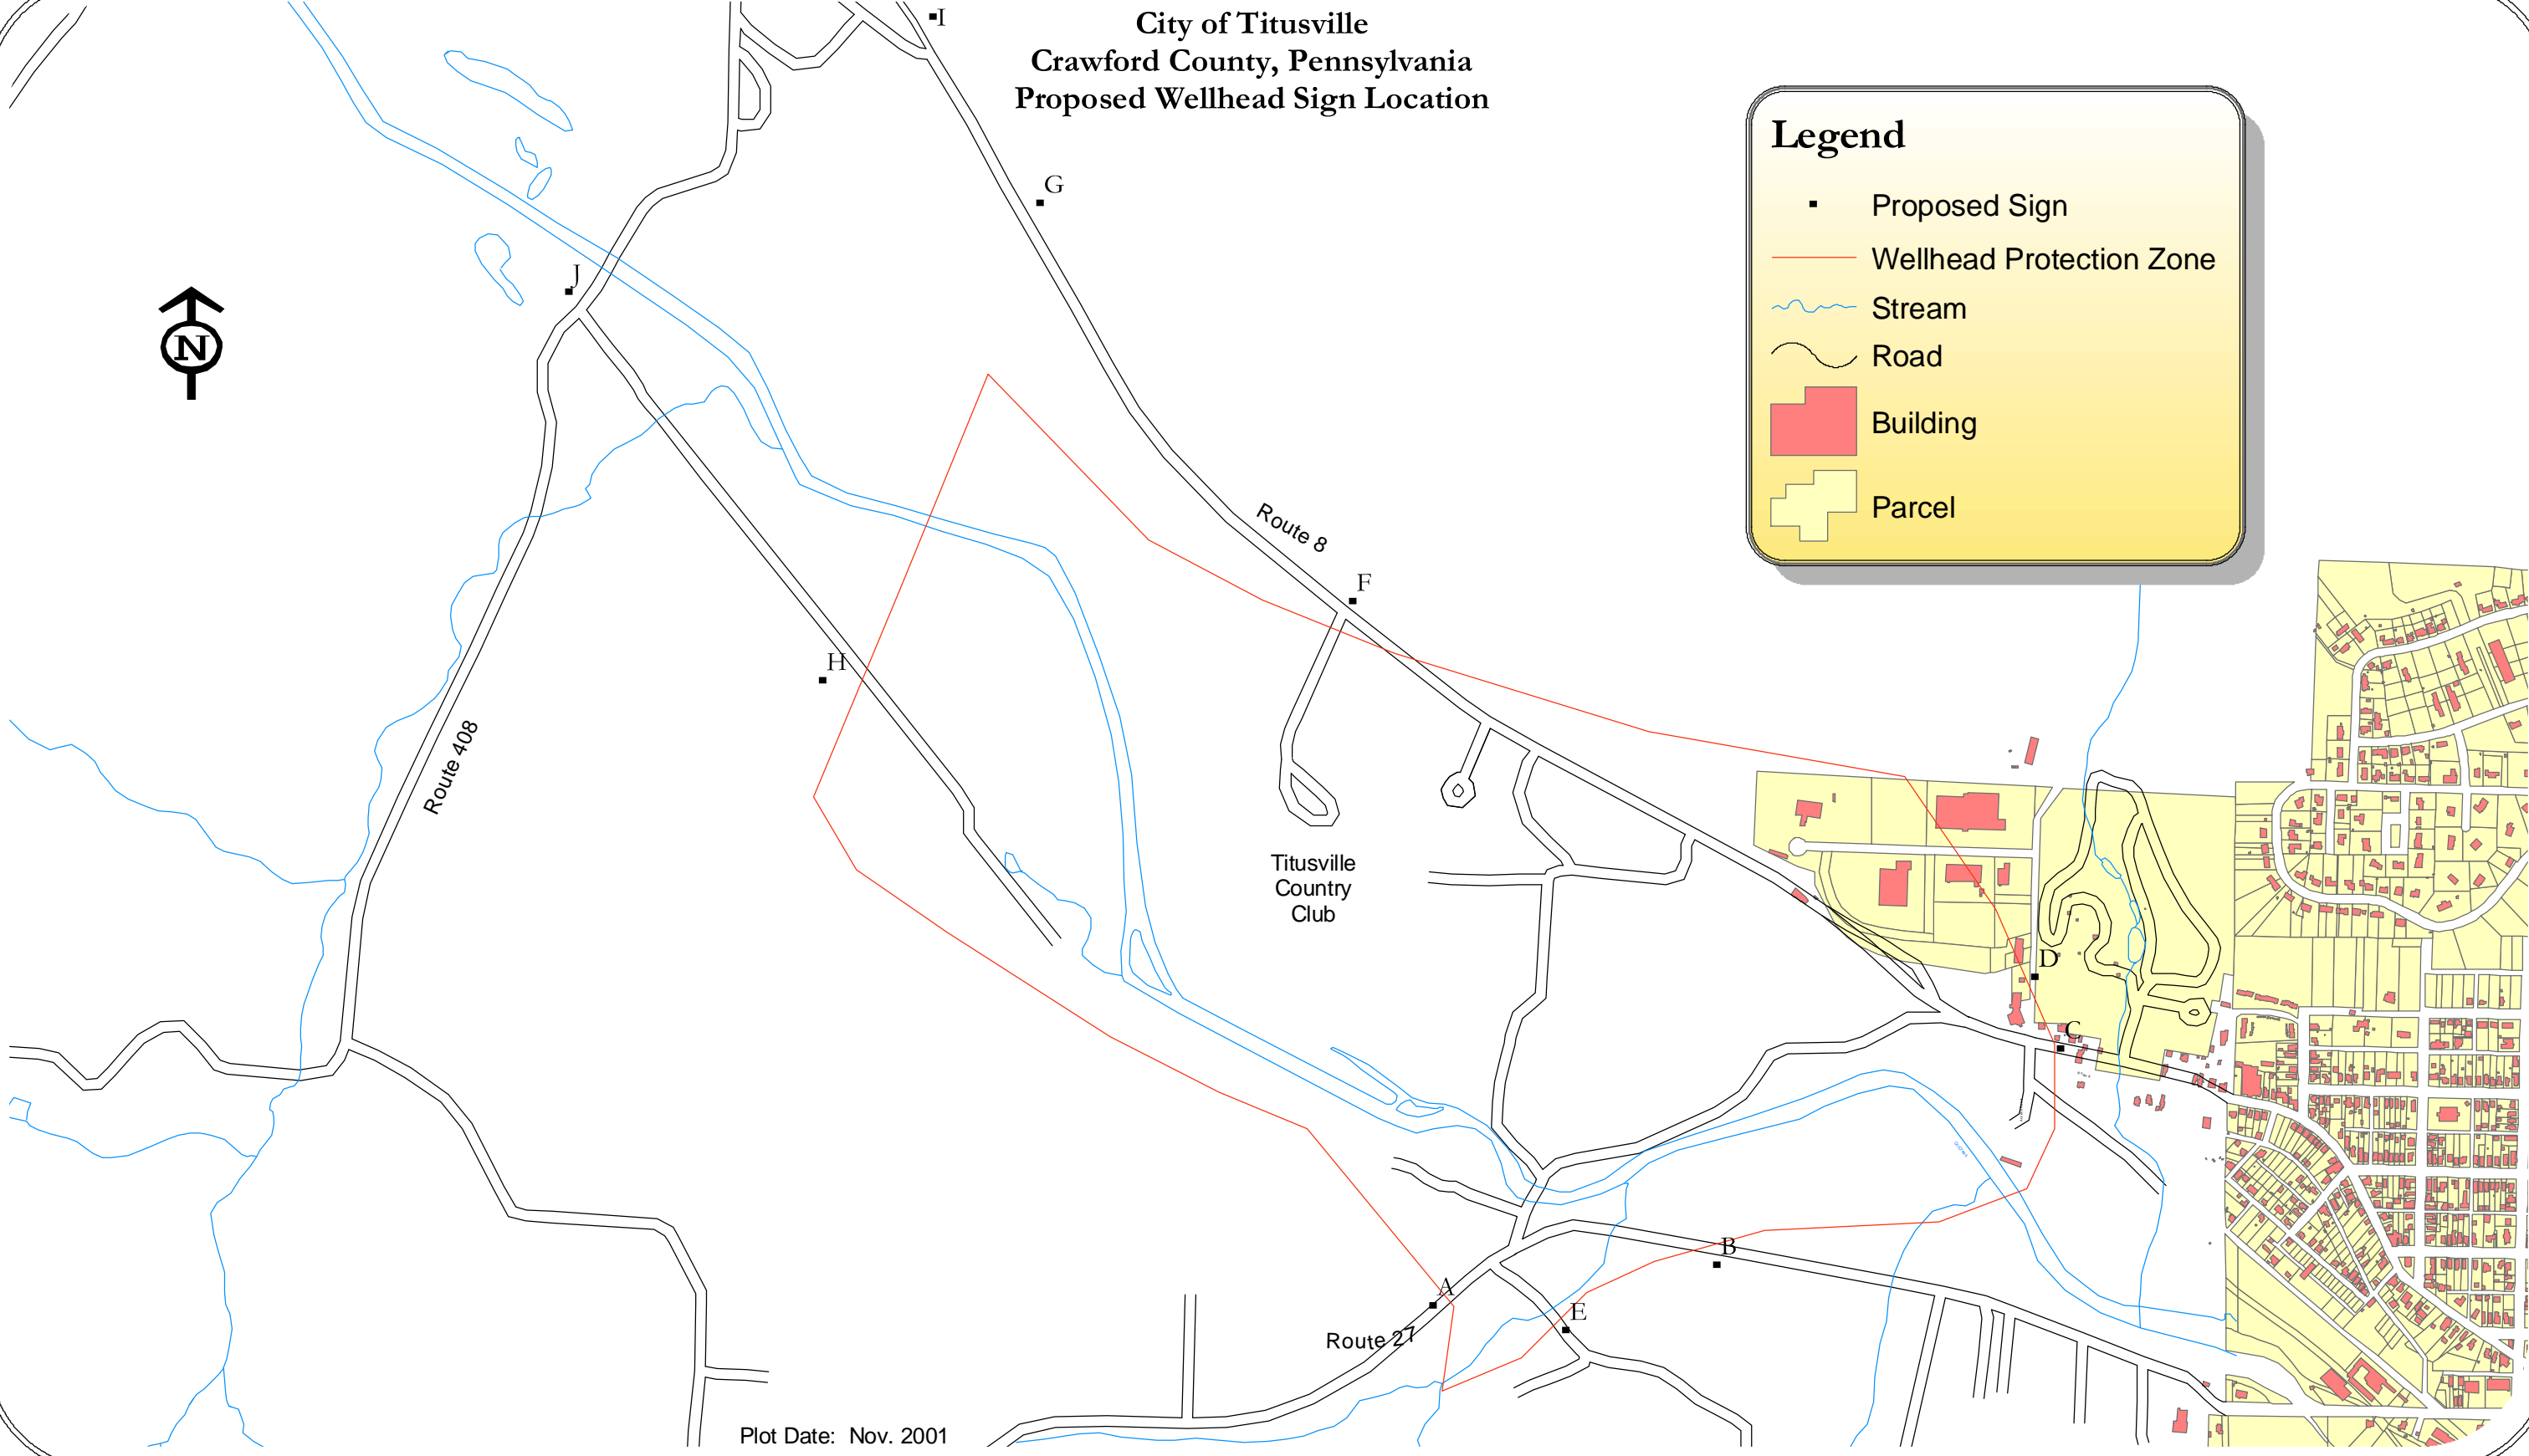 City of Titusville
Crawford County, Pennsylvania
Proposed Wellhead Sign Location
I
G
J
N
Legend
Proposed Sign
Wellhead Protection Zone
Stream
Road
Building
Parcel
Route 8
F
H
Route 408
Titusville
Country
Club
D
C
B
A
E
Route 27
Plot Date: Nov. 2001